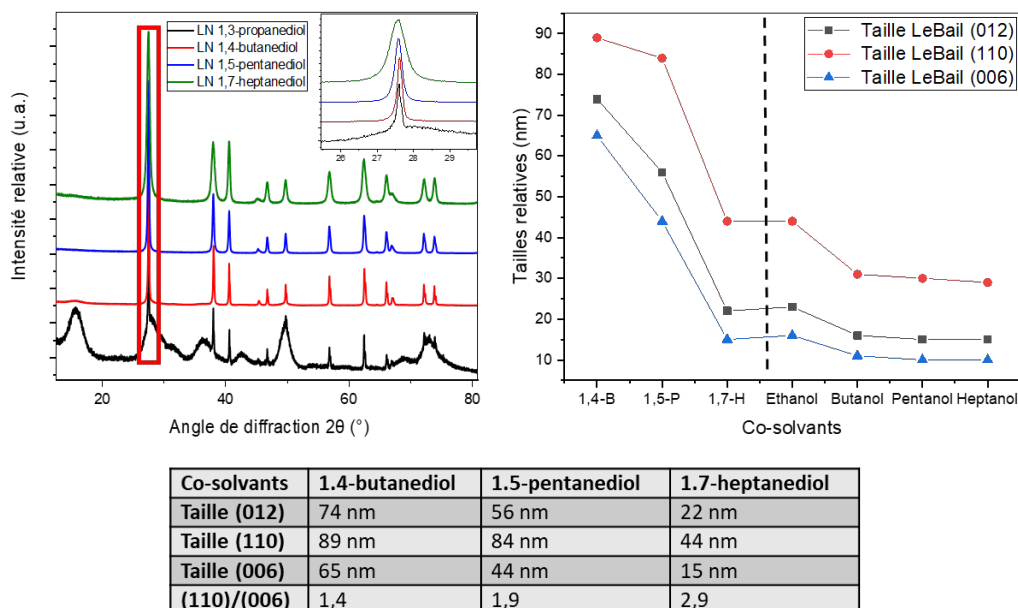 LN 1,3-propanediol
LN 1,4-butanediol
LN 1,5-pentanediol
LN 1,7-heptanediol
25 26 27 28 29
Intensité relative (u.a.)
20 40 60 80
Angle de diffraction 2θ (°)
Taille LeBail (012)
Taille LeBail (110)
Taille LeBail (006)
90
80
70
60
50
40
30
20
10
Tailles relatives (nm)
1,4-B 1,5-P 1,7-H Ethanol Butanol Pentanol Heptanol
Co-solvants
Co-solvants 1.4-butanediol 1.5-pentanediol 1.7-heptanediol
Taille (012) 74 nm 56 nm 22 nm
Taille (110) 89 nm 84 nm 44 nm
Taille (006) 65 nm 44 nm 15 nm
(110)/(006) 1,4 1,9 2,9